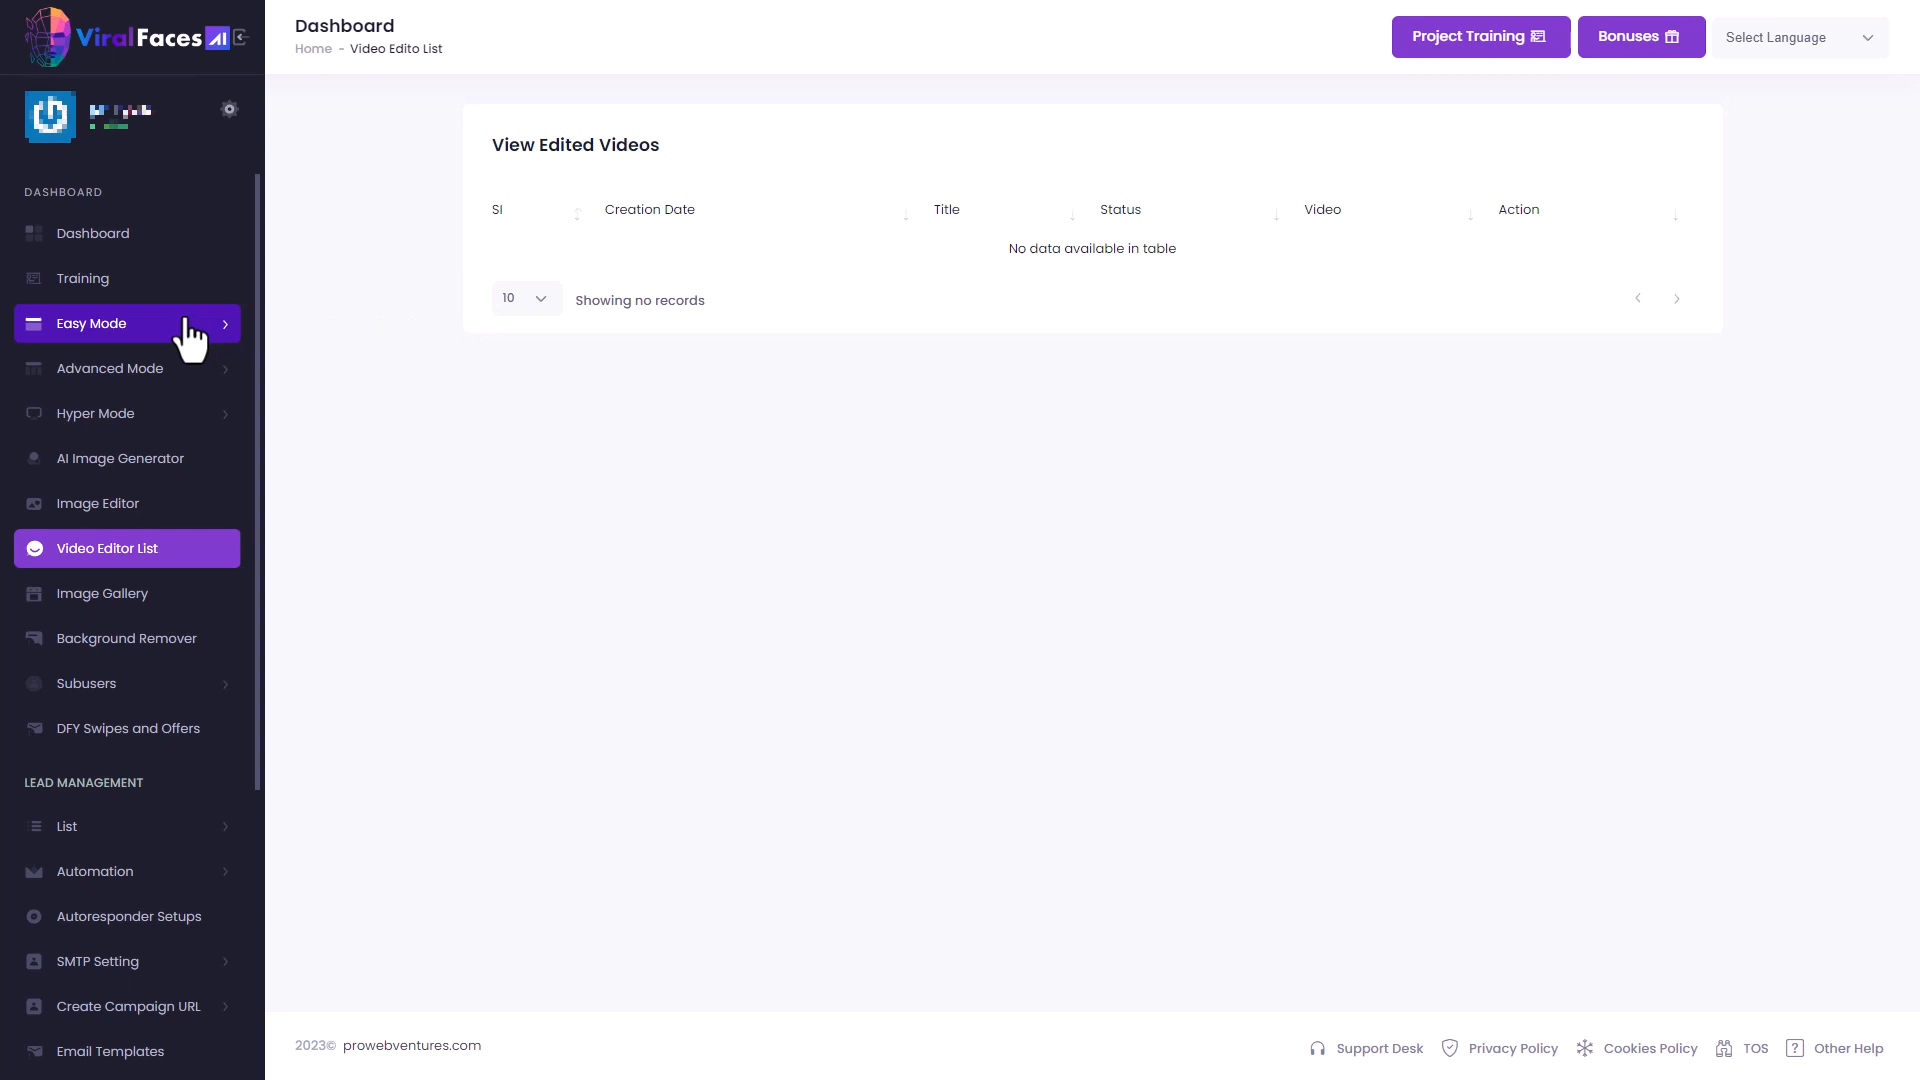 ViralFaces AI
DASHBOARD
Dashboard
Training
Easy Mode
Advanced Mode
Hyper Mode
AI Image Generator
Image Editor
Video Editor List
Image Gallery
Background Remover
Subusers
DFY Swipes and Offers
LEAD MANAGEMENT
List
Automation
Autoresponder Setups
SMTP Setting
Create Campaign URL
Email Templates
Dashboard
Home - Video Edito List
Project Training
Bonuses
Select Language
View Edited Videos
SI Creation Date Title Status Video Action
No data available in table
10 Showing no records
2023© prowebventures.com
Support Desk Privacy Policy Cookies Policy TOS Other Help